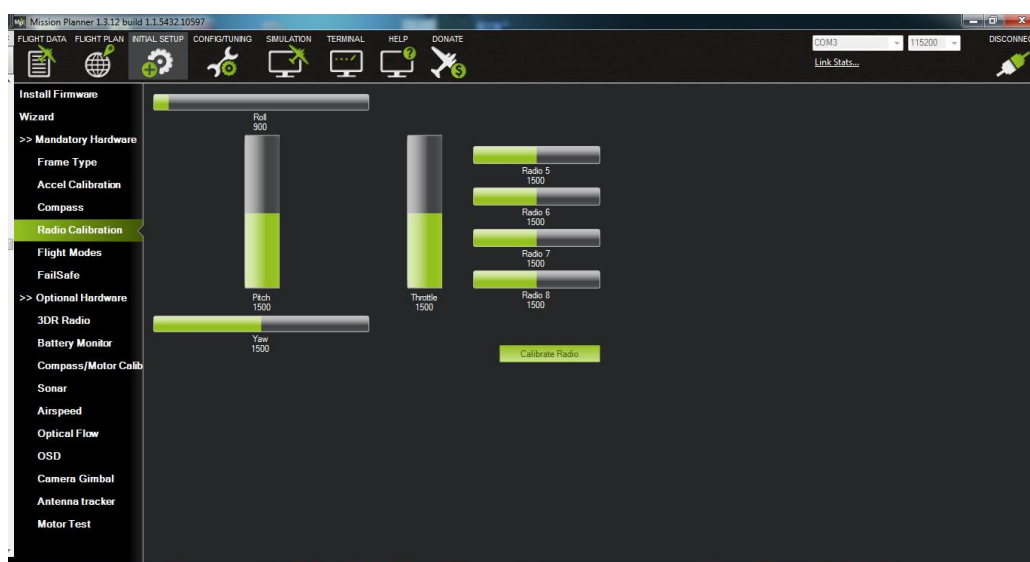 Mission Planner 1.3.12 build 1.1.5432.10597
FLIGHT DATA FLIGHT PLAN INITIAL SETUP CONFIG/TUNING SIMULATION TERMINAL HELP DONATE
COM3 115200 DISCONNEC
Link Stats...
Install Firmware
Wizard
>> Mandatory Hardware
Frame Type
Accel Calibration
Compass
Radio Calibration
Flight Modes
FailSafe
>> Optional Hardware
3DR Radio
Battery Monitor
Compass/Motor Calib
Sonar
Airspeed
Optical Flow
OSD
Camera Gimbal
Antenna tracker
Motor Test
Roll
900
Pitch
1500
Throttle
1500
Yaw
1500
Radio 5
1500
Radio 6
1500
Radio 7
1500
Radio 8
1500
Calibrate Radio